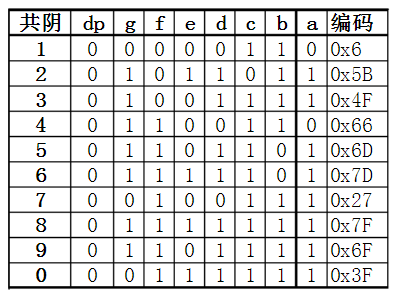 共阴 dp g f e d c b a 编码
1 0 0 0 0 0 1 1 0 0x6
2 0 1 0 1 1 0 1 1 0x5B
3 0 1 0 0 1 1 1 1 0x4F
4 0 1 1 0 0 1 1 0 0x66
5 0 1 1 0 1 1 0 1 0x6D
6 0 1 1 1 1 1 0 1 0x7D
7 0 0 1 0 0 1 1 1 0x27
8 0 1 1 1 1 1 1 1 0x7F
9 0 1 1 0 1 1 1 1 0x6F
0 0 0 1 1 1 1 1 1 0x3F